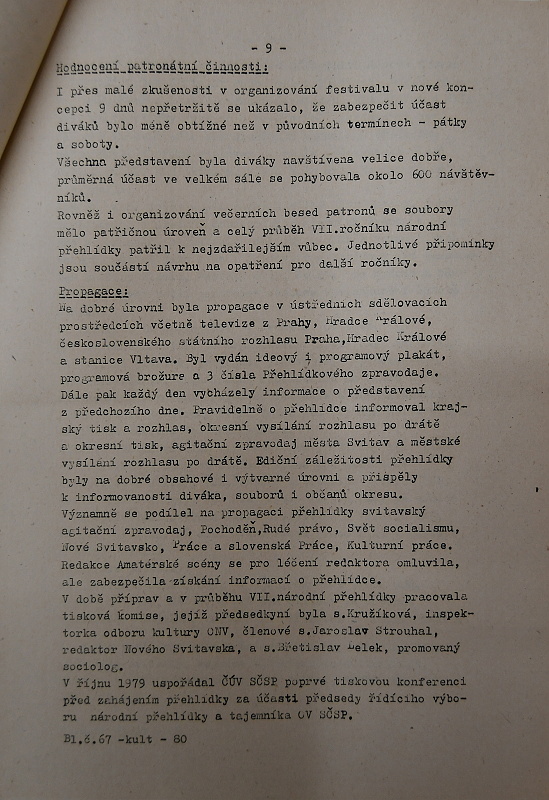 - 9 -
Hodnocení patronátní činnosti:
I přes malé zkušenosti v organizování festivalu v nové kon-
cepci 9 dnů nepřetržitě se ukázalo, že zabezpečit účast
diváků bylo méně obtížné než v původních termínech - pátky
a soboty.
Všechna představení byla diváky navštívena velice dobře,
průměrná účast ve velkém sále se pohybovala okolo 600 návštěv-
níků.
Rovněž i organizování večerních besed patronů se soubory
mělo patřičnou úroveň a celý průběh VII.ročníku národní
přehlídky patřil k nejzdařilejším vůbec. Jednotlivé připomínky
jsou součástí návrhu na opatření pro další ročníky.
Propagace:
Na dobré úrovni byla propagace v ústředních sdělovacích
prostředcích včetně televize z Prahy, Hradce Králové,
československého státního rozhlasu Praha,Hradec Králové
a stanice Vltava. Byl vydán ideový i programový plakát,
programová brožura a 3 čísla Přehlídkového zpravodaje.
Dále pak každý den vycházely informace o představení
z předchozího dne. Pravidelně o přehlídce informoval kraj-
ský tisk a rozhlas, okresní vysílání rozhlasu po drátě
a okresní tisk, agitační zpravodaj města Svitav a městské
vysílání rozhlasu po drátě. Ediční záležitosti přehlídky
byly na dobré obsahové i výtvarné úrovni a přispěly
k informovanosti diváka, souborů i občanů okresu.
Významně se podílel na propagaci přehlídky svitavský
agitační zpravodaj, Pochodeň,Rudé právo, Svět socialismu,
Nové Svitavsko, Práce a slovenská Práce, Kulturní práce.
Redakce Amatérské scény se pro léčení redaktora omluvila,
ale zabezpečila získání informací o přehlídce.
V době příprav a v průběhu VII.národní přehlídky pracovala
tisková komise, jejíž předsedkyní byla s.Kružíková, inspek-
torka odboru kultury ONV, členové s.Jaroslav Strouhal,
redaktor Nového Svitavska, a s.Břetislav Lelek, promovaný
sociolog.
V říjnu 1979 uspořádal ČÚV SČSP poprvé tiskovou konferenci
před zahájením přehlídky za účasti předsedy řídícího výbo-
ru národní přehlídky a tajemníka OV SČSP.
B1.6.67 -kult - 80